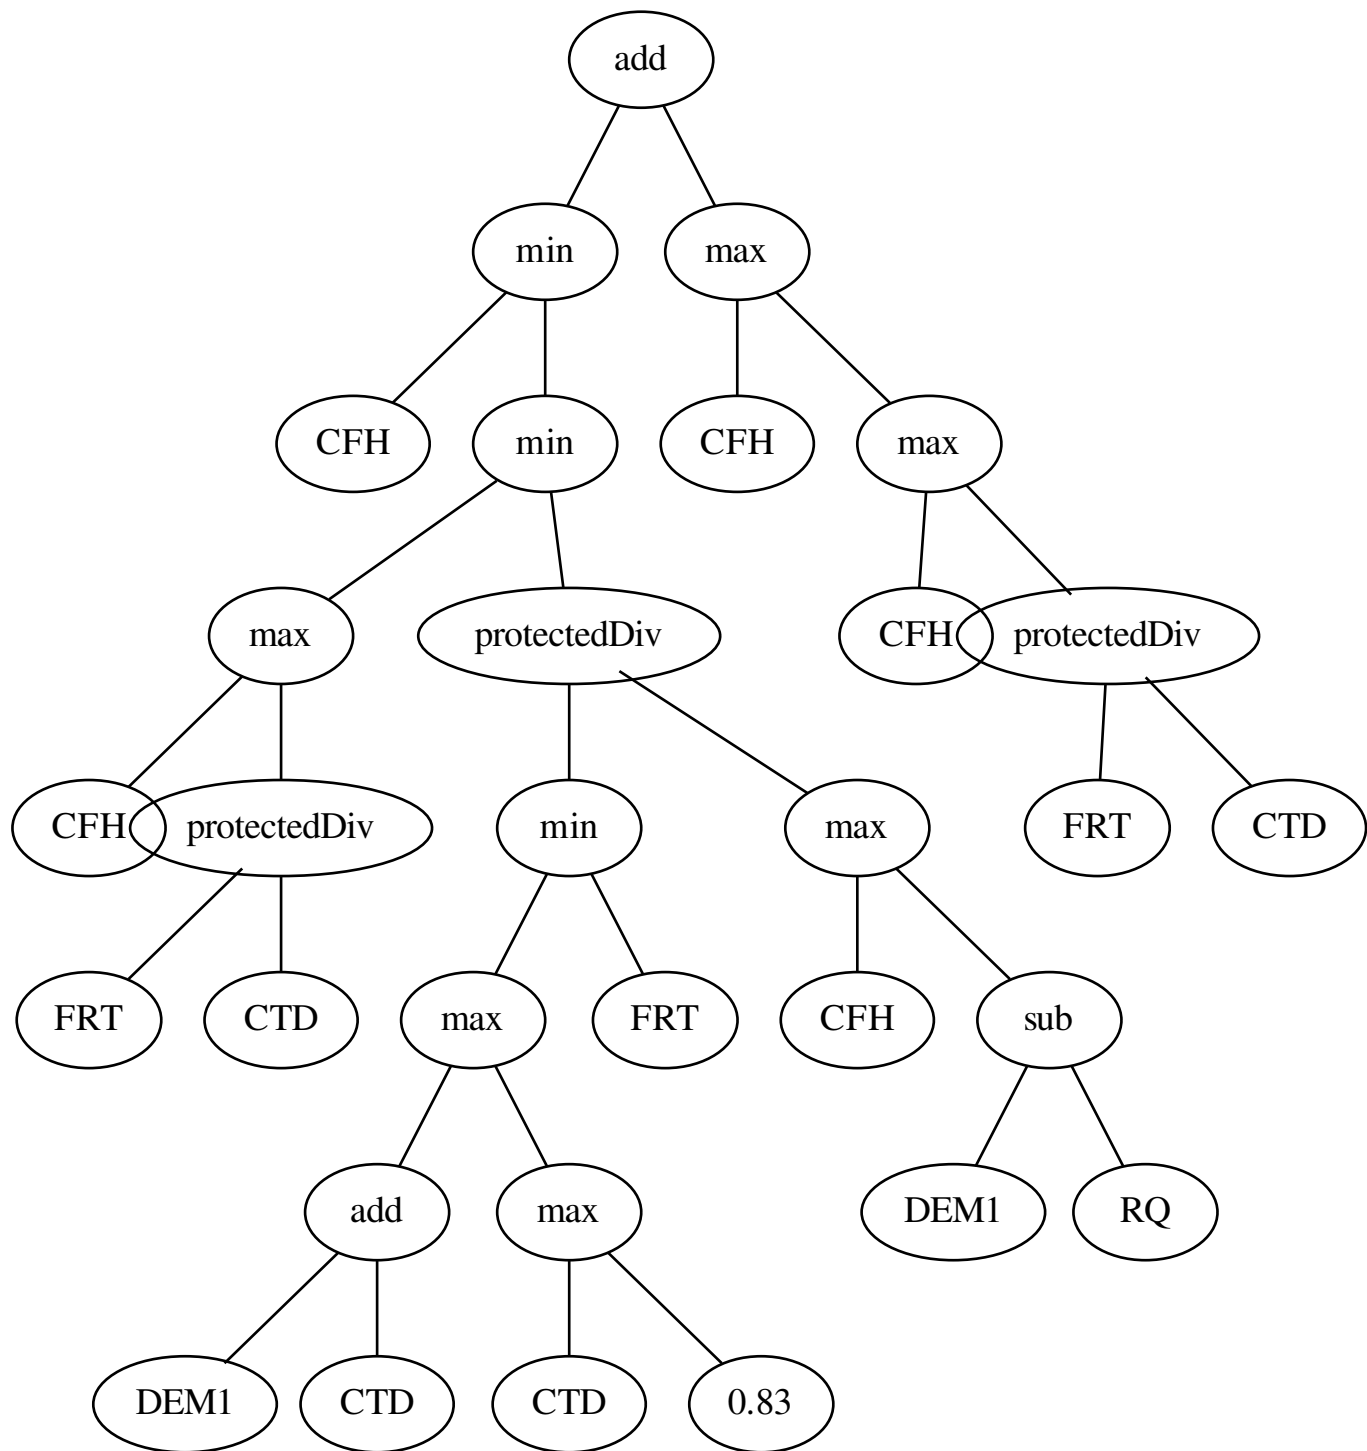 add
min max
CFH min CFH max
max protectedDiv CFH protectedDiv
CFH protectedDiv min max FRT CTD
FRT CTD max FRT CFH sub
add max DEM1 RQ
DEM1 CTD CTD 0.83